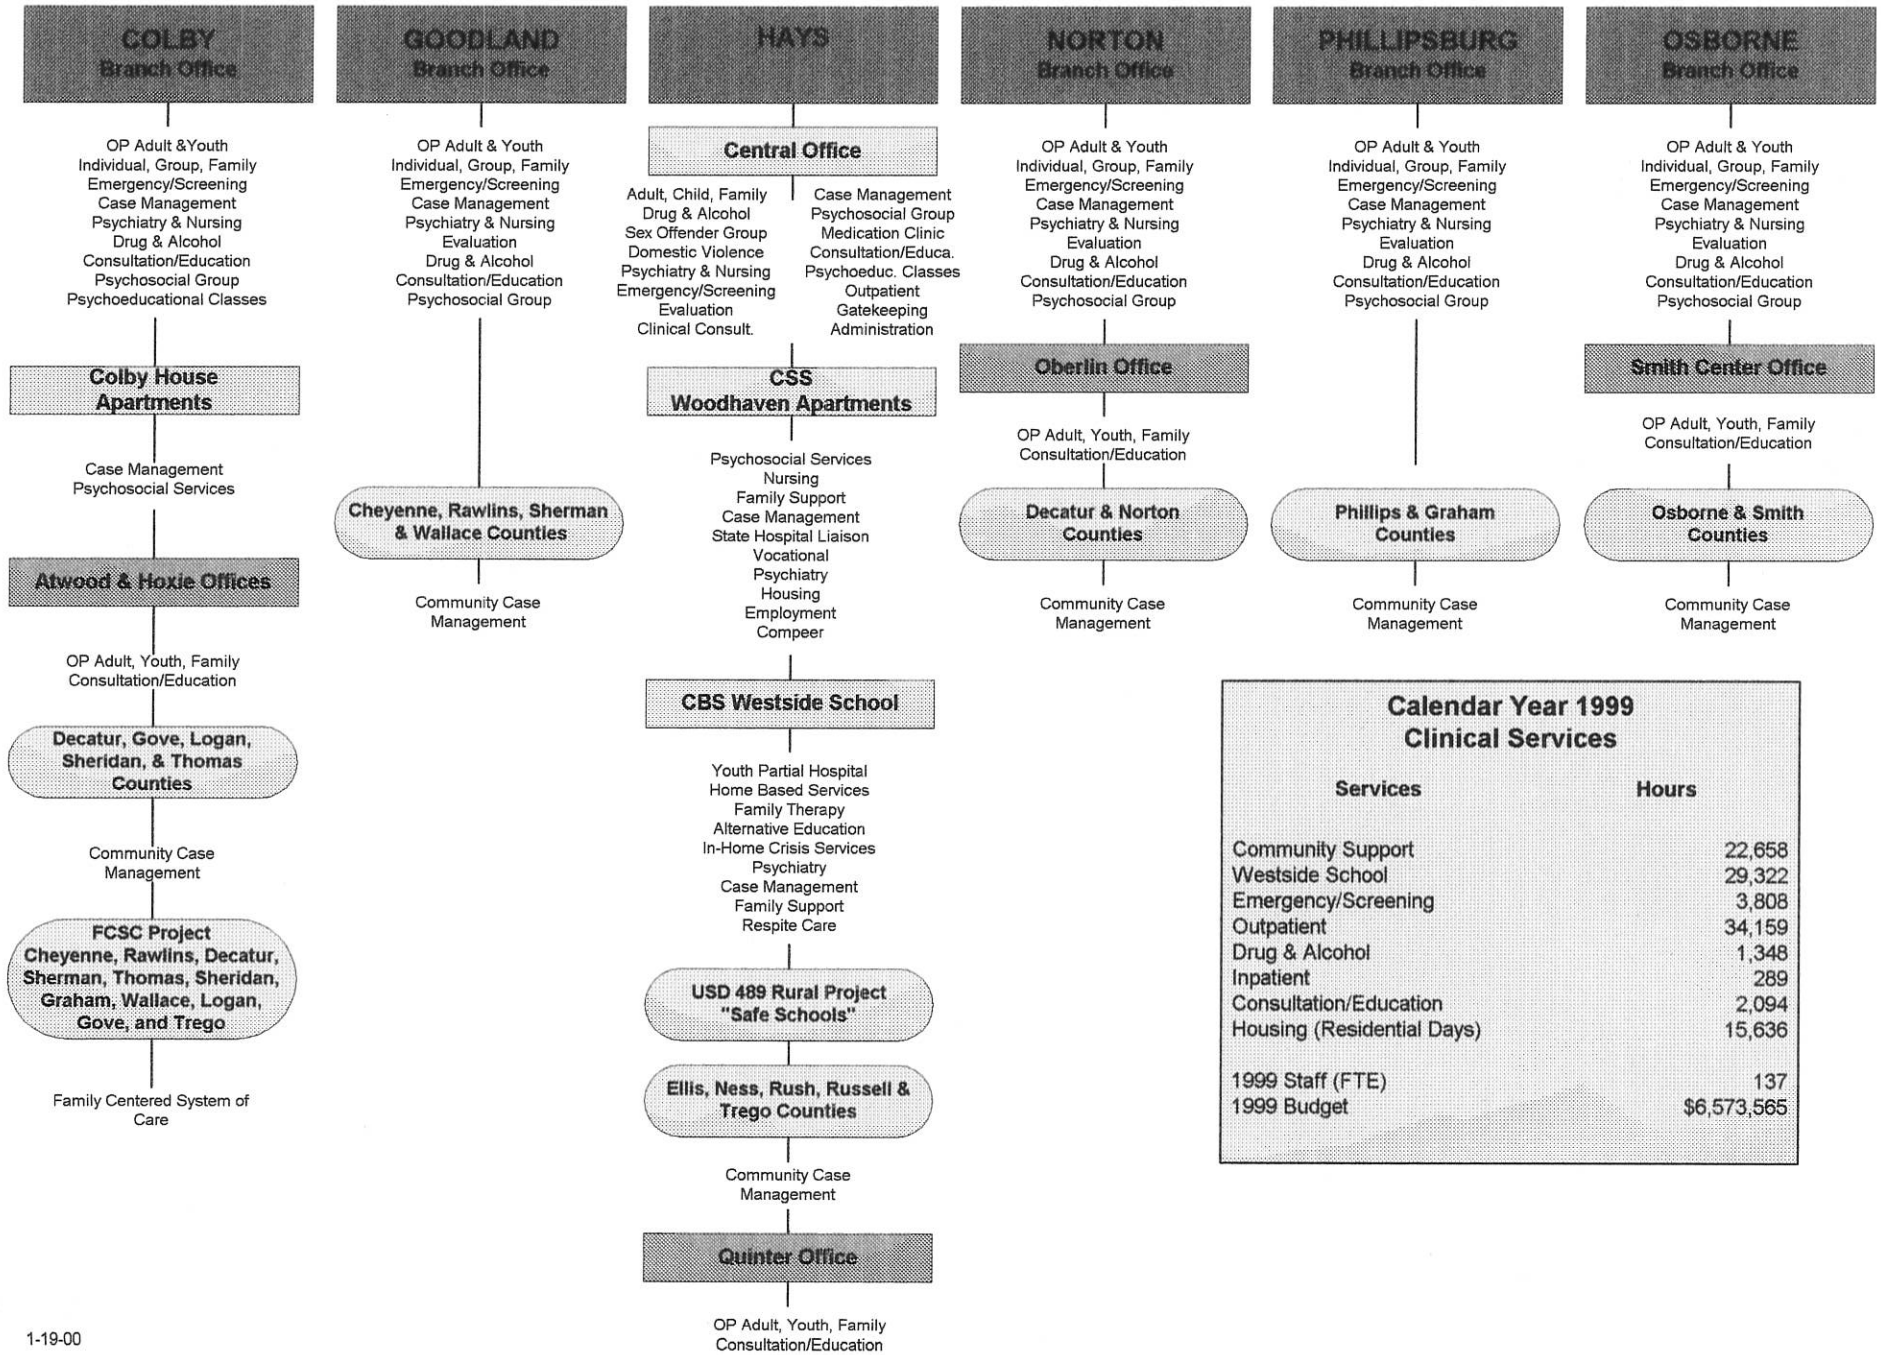 COLBY
Branch Office
OP Adult &Youth
Individual, Group, Family
Emergency/Screening
Case Management
Psychiatry & Nursing
Drug & Alcohol
Consultation/Education
Psychosocial Group
Psychoeducational Classes
Colby House
Apartments
Case Management
Psychosocial Services
Atwood & Hoxie Offices
OP Adult, Youth, Family
Consultation/Education
Decatur, Gove, Logan,
Sheridan, & Thomas
Counties
Community Case
Management
FCSC Project
Cheyenne, Rawlins, Decatur,
Sherman, Thomas, Sheridan,
Graham, Wallace, Logan,
Gove, and Trego
Family Centered System of
Care
GOODLAND
Branch Office
OP Adult & Youth
Individual, Group, Family
Emergency/Screening
Case Management
Psychiatry & Nursing
Evaluation
Drug & Alcohol
Consultation/Education
Psychosocial Group
Cheyenne, Rawlins, Sherman
& Wallace Counties
Community Case
Management
HAYS
Central Office
Adult, Child, Family
Drug & Alcohol
Sex Offender Group
Domestic Violence
Psychiatry & Nursing
Emergency/Screening
Evaluation
Clinical Consult.
Case Management
Psychosocial Group
Medication Clinic
Consultation/Educa.
Psychoeduc. Classes
Outpatient
Gatekeeping
Administration
CSS
Woodhaven Apartments
Psychosocial Services
Nursing
Family Support
Case Management
State Hospital Liaison
Vocational
Psychiatry
Housing
Employment
Compeer
CBS Westside School
Youth Partial Hospital
Home Based Services
Family Therapy
Alternative Education
In-Home Crisis Services
Psychiatry
Case Management
Family Support
Respite Care
USD 489 Rural Project
"Safe Schools"
Ellis, Ness, Rush, Russell &
Trego Counties
Community Case
Management
Quinter Office
OP Adult, Youth, Family
Consultation/Education
NORTON
Branch Office
OP Adult & Youth
Individual, Group, Family
Emergency/Screening
Case Management
Psychiatry & Nursing
Evaluation
Drug & Alcohol
Consultation/Education
Psychosocial Group
Oberlin Office
OP Adult, Youth, Family
Consultation/Education
Decatur & Norton
Counties
Community Case
Management
PHILLIPSBURG
Branch Office
OP Adult & Youth
Individual, Group, Family
Emergency/Screening
Case Management
Psychiatry & Nursing
Evaluation
Drug & Alcohol
Consultation/Education
Psychosocial Group
Phillips & Graham
Counties
Community Case
Management
OSBORNE
Branch Office
OP Adult & Youth
Individual, Group, Family
Emergency/Screening
Case Management
Psychiatry & Nursing
Evaluation
Drug & Alcohol
Consultation/Education
Psychosocial Group
Smith Center Office
OP Adult, Youth, Family
Consultation/Education
Osborne & Smith
Counties
Community Case
Management
Calendar Year 1999
Clinical Services
Services Hours
Community Support 22,658
Westside School 29,322
Emergency/Screening 3,808
Outpatient 34,159
Drug & Alcohol 1,348
Inpatient 289
Consultation/Education 2,094
Housing (Residential Days) 15,636
1999 Staff (FTE) 137
1999 Budget $6,573,565
1-19-00